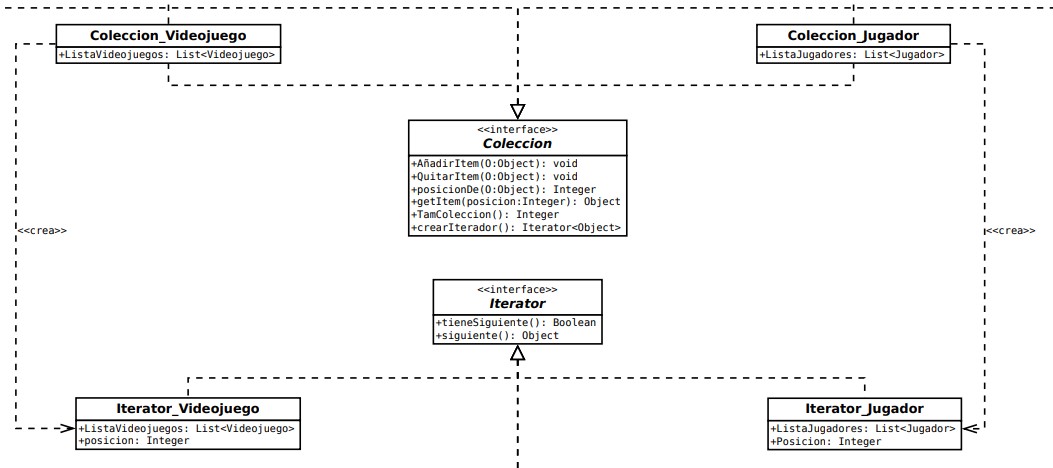 Coleccion_Videojuego
+ListaVideojuegos: List<Videojuego>
Coleccion_Jugador
+ListaJugadores: List<Jugador>
<<interface>>
Coleccion
+AñadirItem(O:Object): void
+QuitarItem(O:Object): void
+posicionDe(O:Object): Integer
+getItem(posicion:Integer): Object
+TamColeccion(): Integer
+crearIterador(): Iterator<Object>
<<crea>>
<<crea>>
<<interface>>
Iterator
+tieneSiguiente(): Boolean
+siguiente(): Object
Iterator_Videojuego
+ListaVideojuegos: List<Videojuego>
+posicion: Integer
Iterator_Jugador
+ListaJugadores: List<Jugador>
+Posicion: Integer